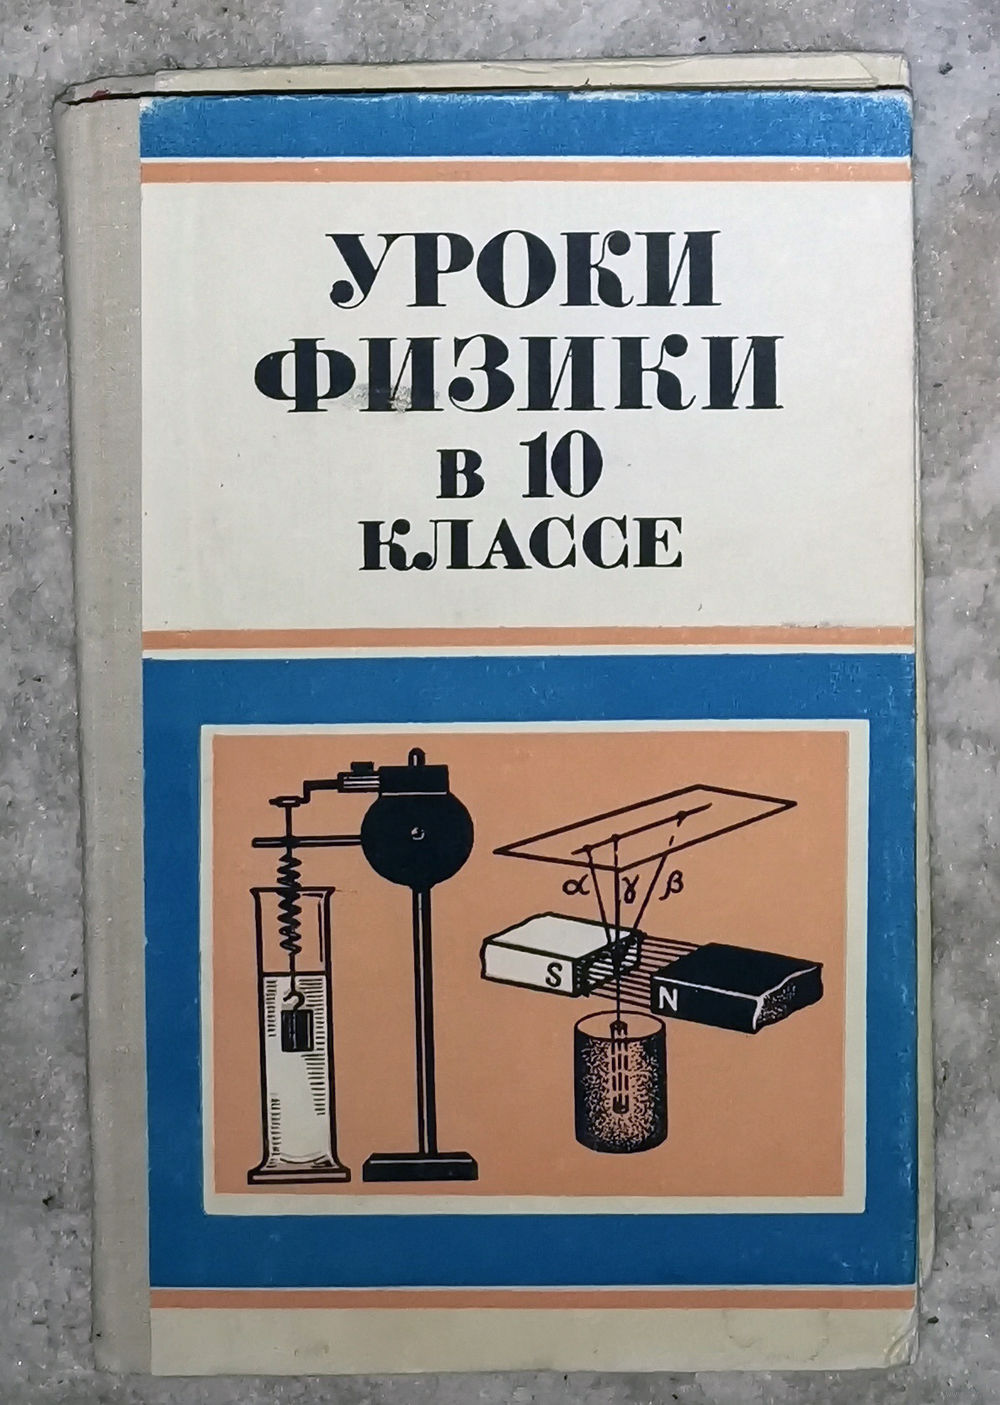 УРОКИ
ФИЗИКИ
в 10
КЛАССЕ
α γ β
S
N